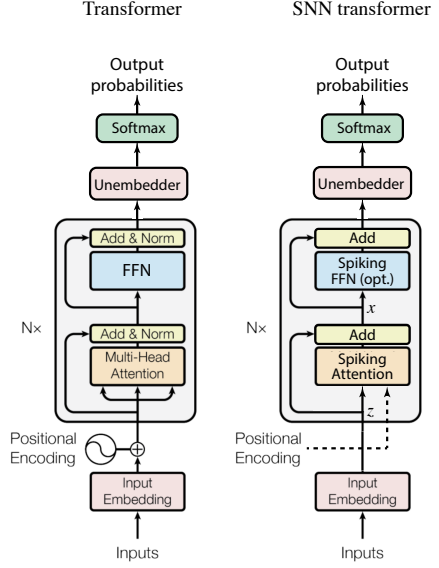 Transformer
Output
probabilities
Softmax
Unembedder
Add & Norm
FFN
N×
Add & Norm
Multi-Head
Attention
Positional
Encoding
Input
Embedding
Inputs
SNN transformer
Output
probabilities
Softmax
Unembedder
Add
Spiking
FFN (opt.)
x
N×
Add
Spiking
Attention
z
Positional
Encoding
Input
Embedding
Inputs